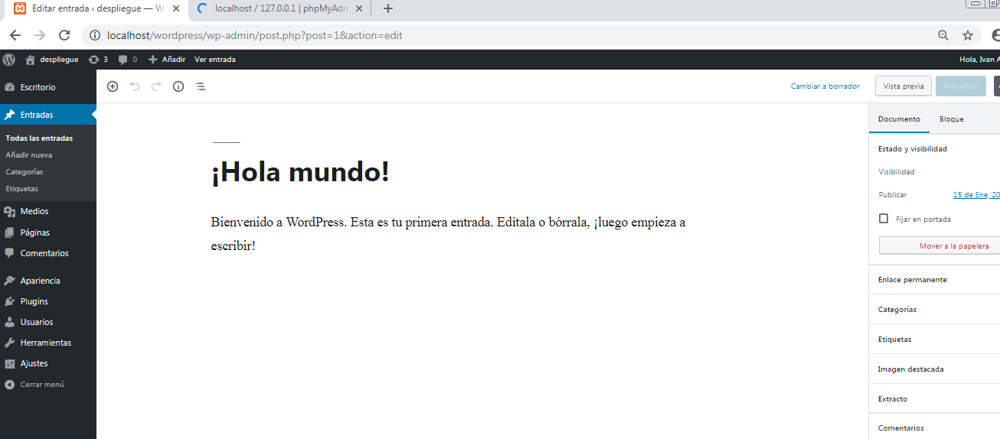 Editar entrada ‹ despliegue — Wo
localhost / 127.0.0.1 | phpMyAdm
localhost/wordpress/wp-admin/post.php?post=1&action=edit
despliegue 3 0 Añadir Ver entrada Hola, Ivan A
Escritorio
Entradas
Todas las entradas
Añadir nueva
Categorías
Etiquetas
Medios
Páginas
Comentarios
Apariencia
Plugins
Usuarios
Herramientas
Ajustes
Cerrar menú
Cambiar a borrador Vista previa Actualizar
¡Hola mundo!
Bienvenido a WordPress. Esta es tu primera entrada. Edítala o bórrala, ¡luego empieza a
escribir!
Documento Bloque
Estado y visibilidad
Visibilidad
Publicar 15 de Ene, 20
Fijar en portada
Mover a la papelera
Enlace permanente
Categorías
Etiquetas
Imagen destacada
Extracto
Comentarios